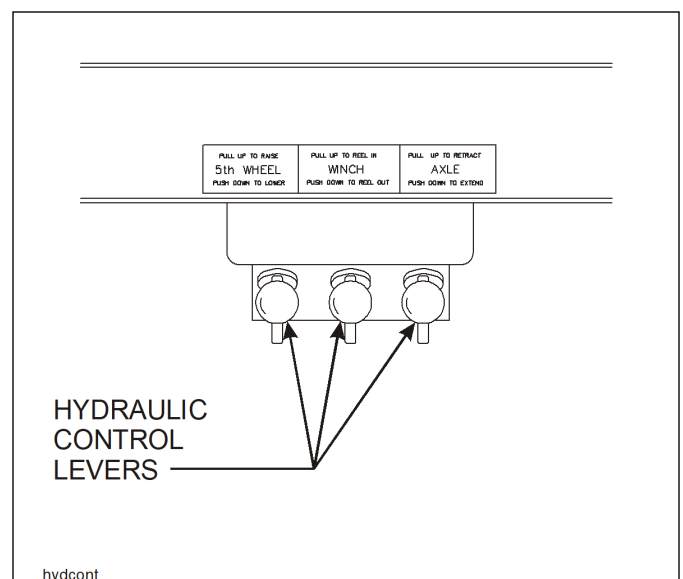 PULL UP TO RAISE
5th WHEEL
PUSH DOWN TO LOWER
PULL UP TO REEL IN
WINCH
PUSH DOWN TO REEL OUT
PULL UP TO RETRACT
AXLE
PUSH DOWN TO EXTEND
HYDRAULIC
CONTROL
LEVERS
hydcont